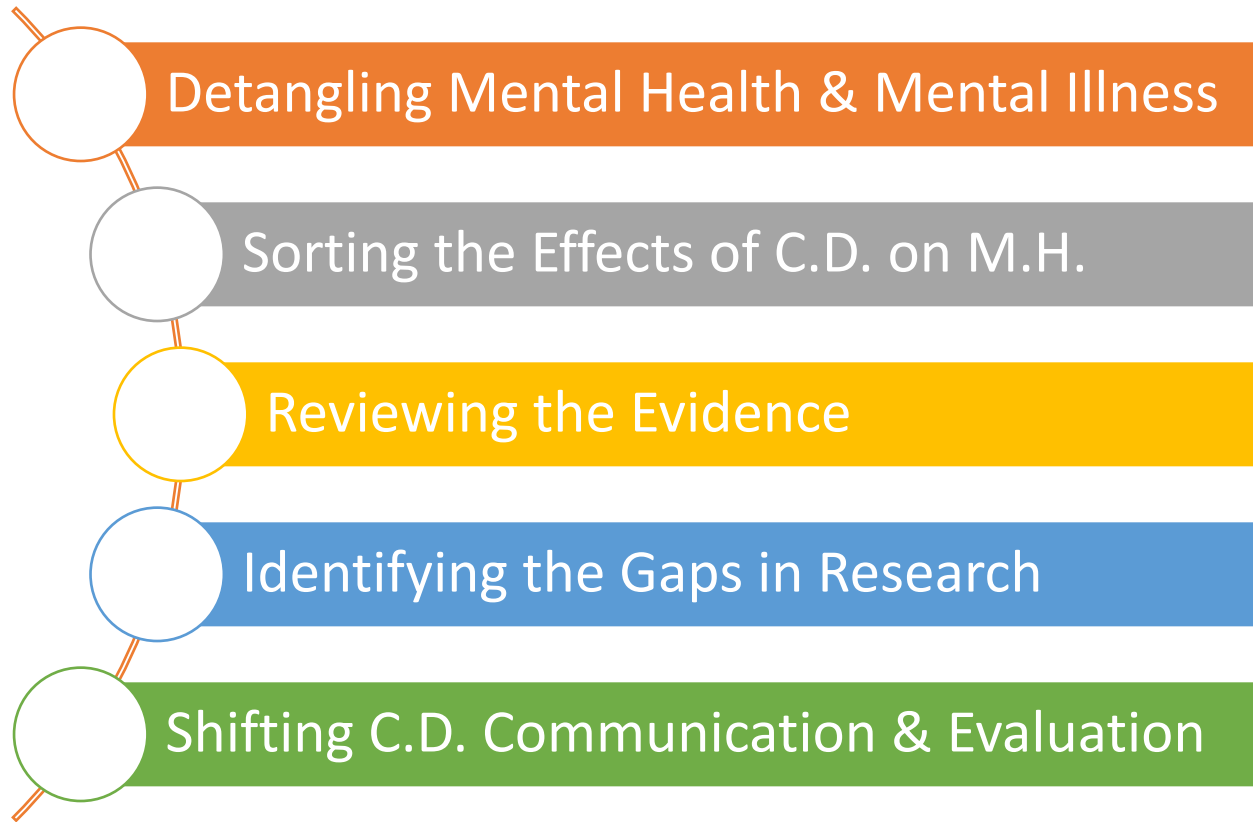 Detangling Mental Health & Mental Illness
Sorting the Effects of C.D. on M.H.
Reviewing the Evidence
Identifying the Gaps in Research
Shifting C.D. Communication & Evaluation